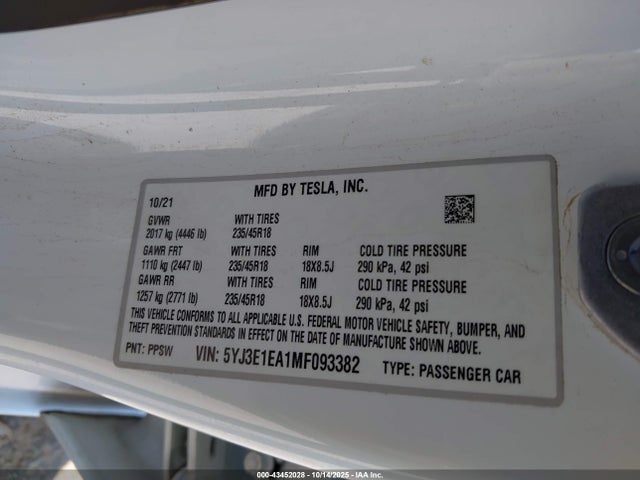 MFD BY TESLA, INC.
10/21
GVWR WITH TIRES
2017 kg (4446 lb) 235/45R18
GAWR FRT WITH TIRES RIM COLD TIRE PRESSURE
1110 kg (2447 lb) 235/45R18 18X8.5J 290 kPa, 42 psi
GAWR RR WITH TIRES RIM COLD TIRE PRESSURE
1257 kg (2771 lb) 235/45R18 18X8.5J 290 kPa, 42 psi
THIS VEHICLE CONFORMS TO ALL APPLICABLE U.S. FEDERAL MOTOR VEHICLE SAFETY, BUMPER, AND
THEFT PREVENTION STANDARDS IN EFFECT ON THE DATE OF MANUFACTURE SHOWN ABOVE.
PNT: PPSW VIN: 5YJ3E1EA1MF093382 TYPE: PASSENGER CAR
000-43452028 - 10/14/2025 - IAA Inc.